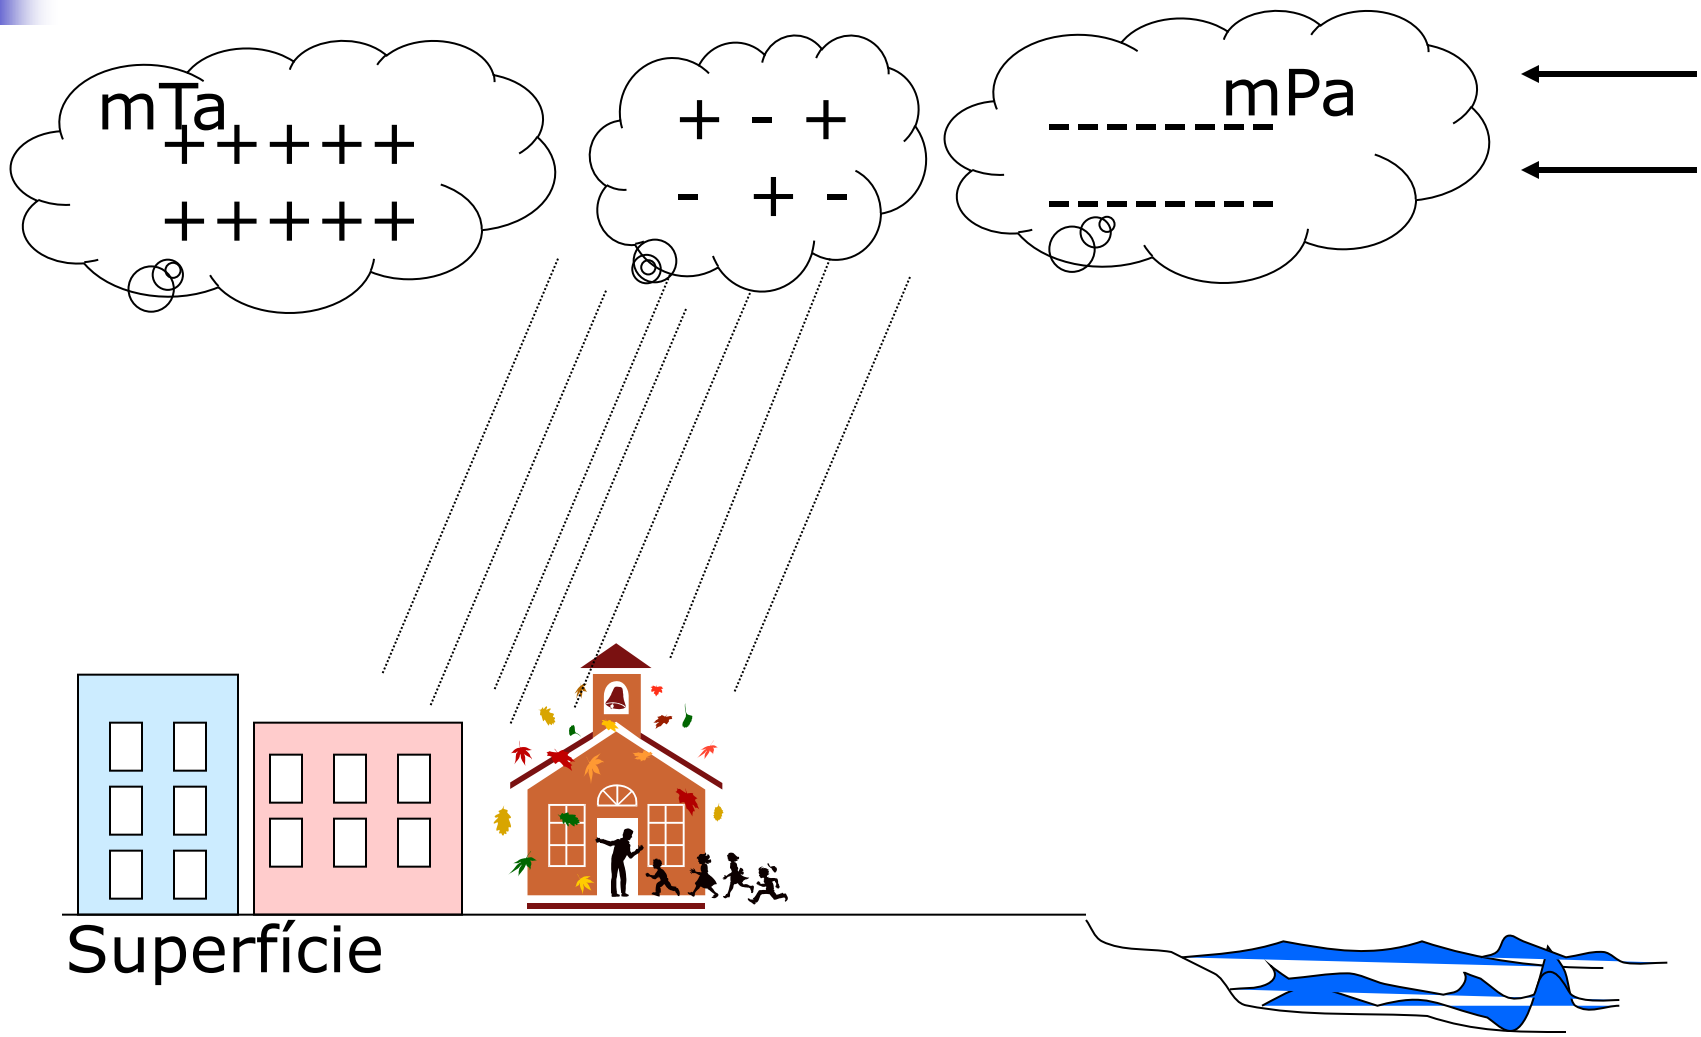 mTa
+ + + + +
+ + + + +
+ - +
- + -
mPa
- - - - - - - -
- - - - - - - -
Superfície